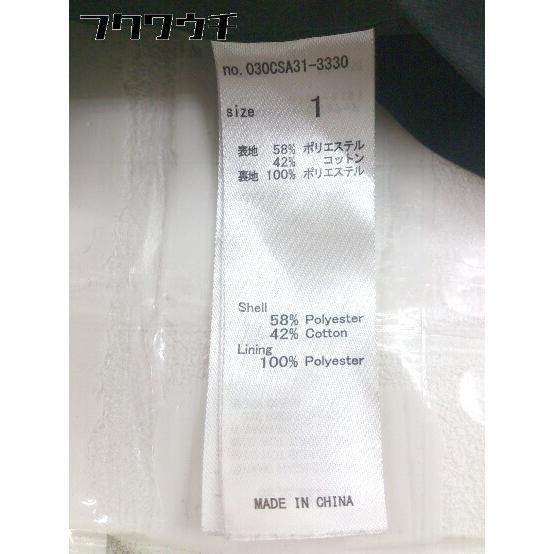 フクワウチ
no.030CSA31-3330
size 1
表地 58% ポリエステル
42% コットン
裏地 100% ポリエステル
Shell
58% Polyester
42% Cotton
Lining
100% Polyester
MADE IN CHINA